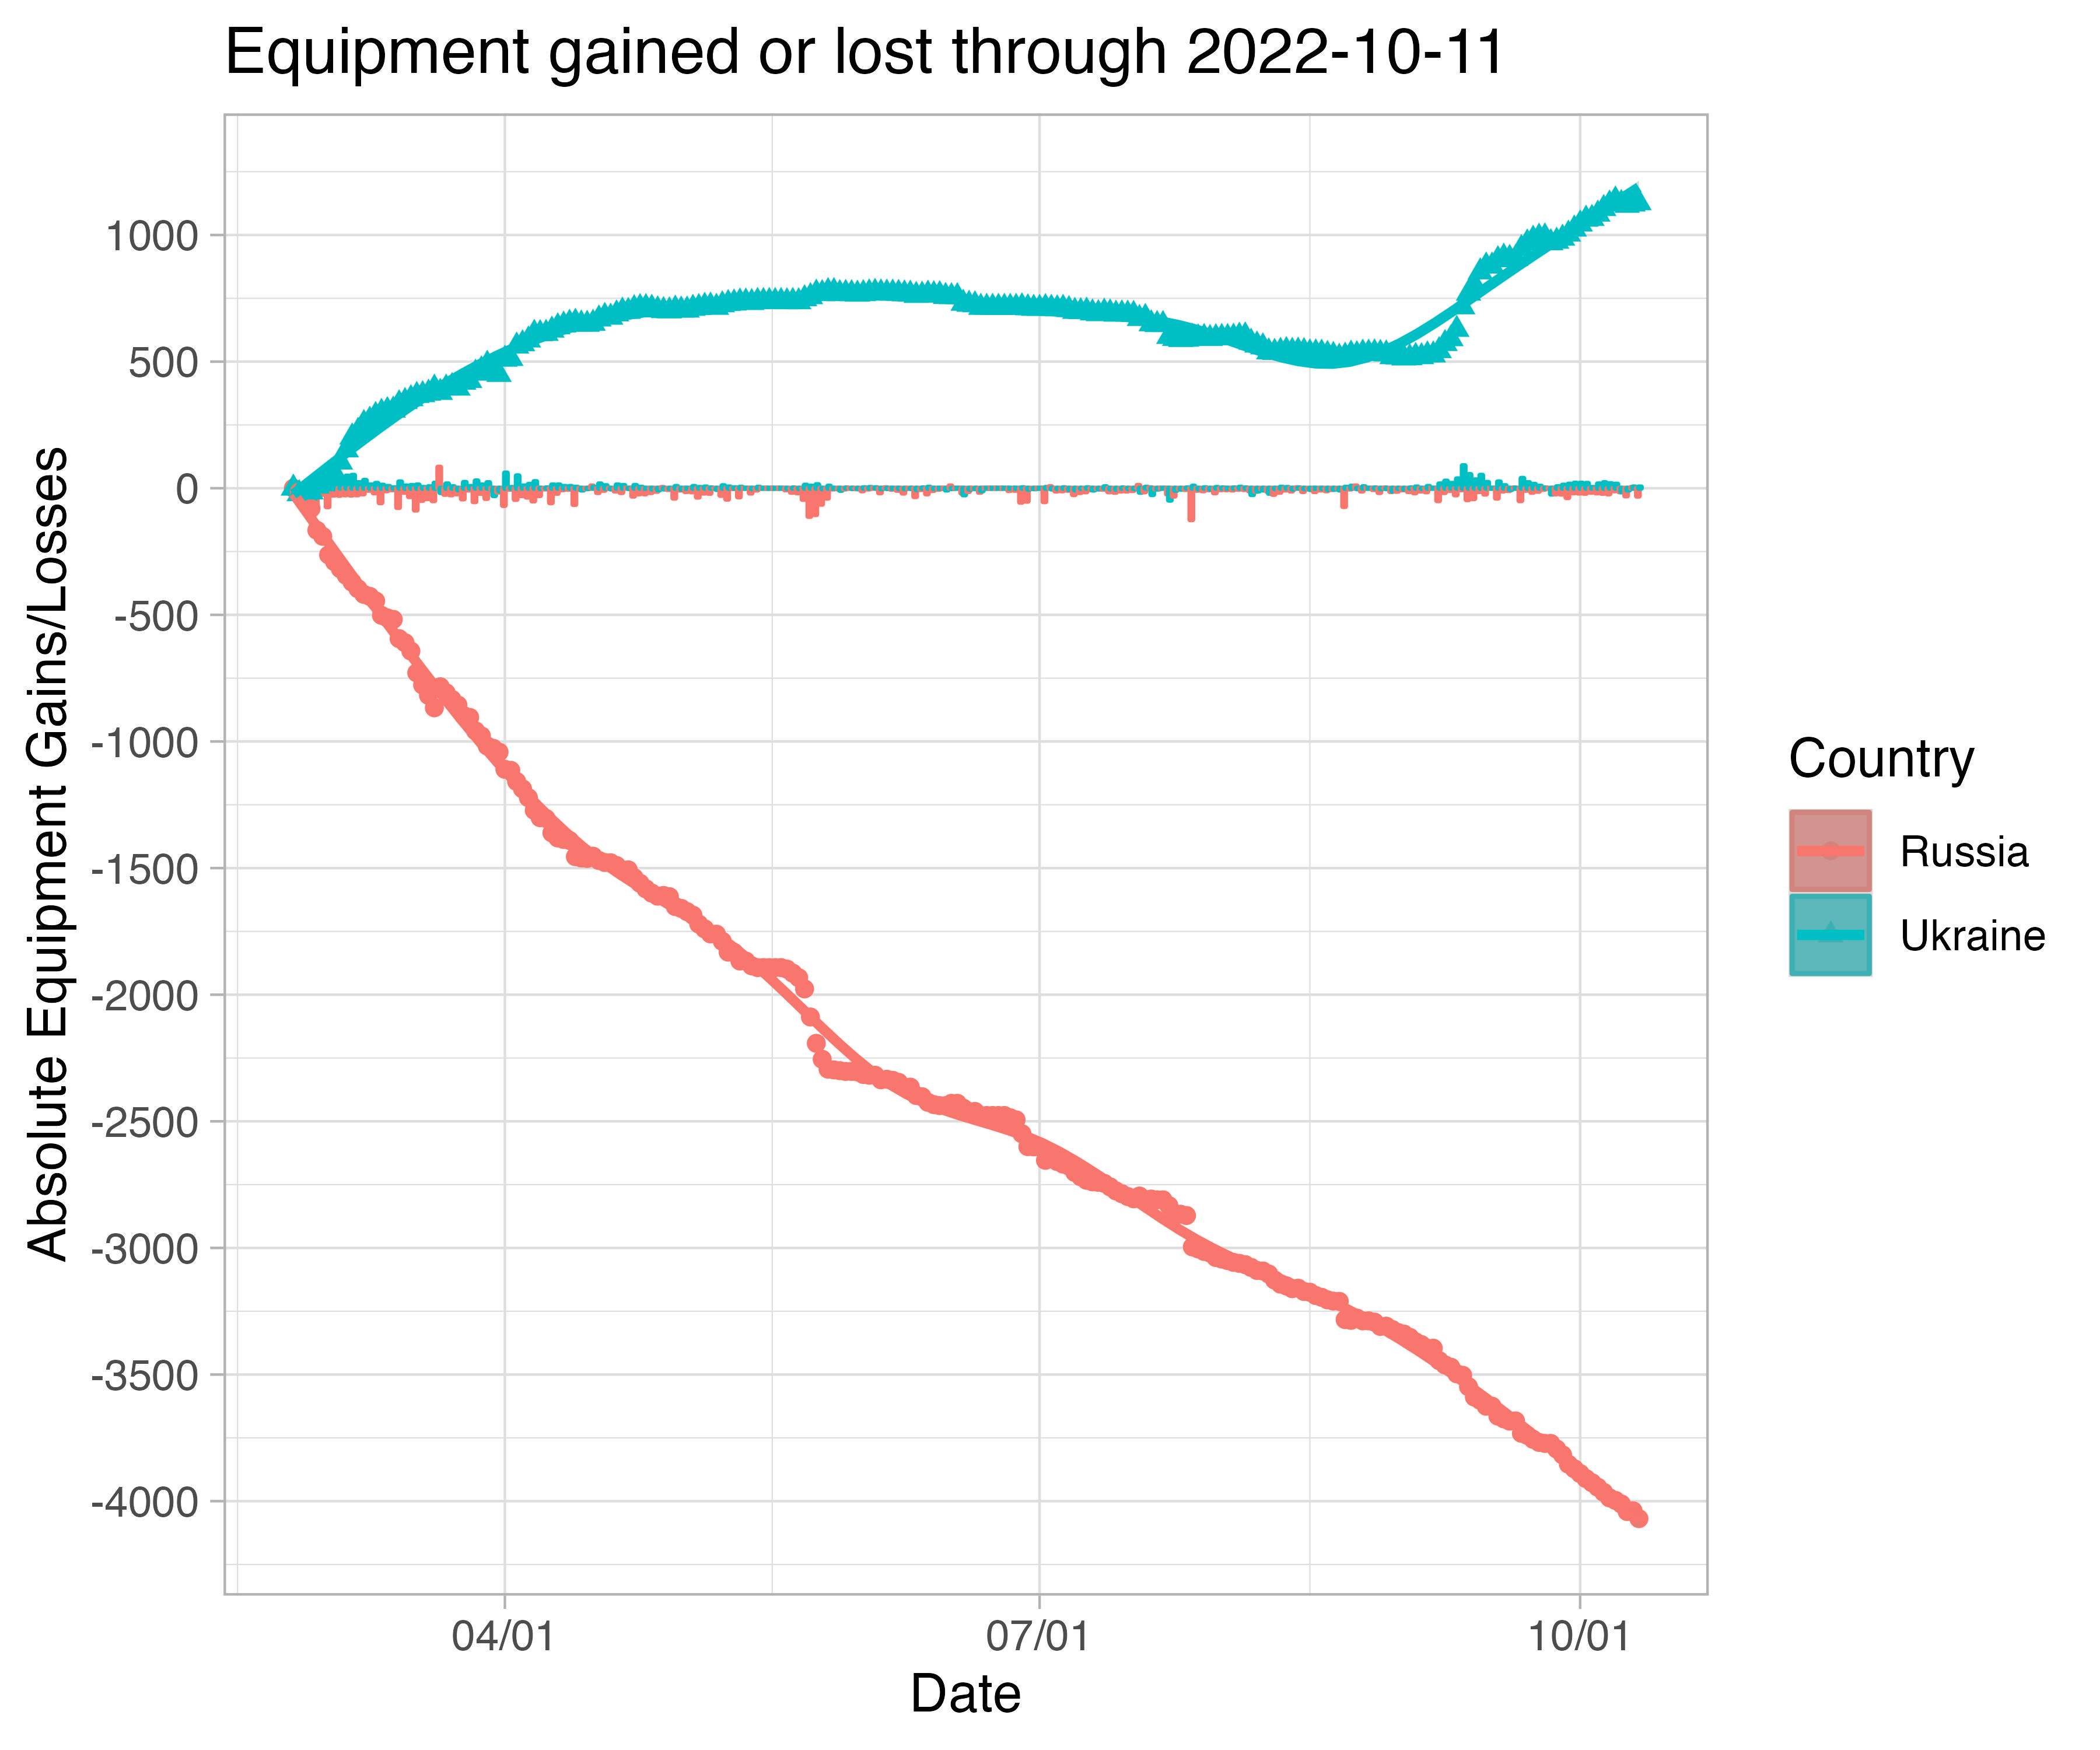 Equipment gained or lost through 2022-10-11
Absolute Equipment Gains/Losses
1000
500
0
-500
-1000
-1500
-2000
-2500
-3000
-3500
-4000
04/01
07/01
10/01
Date
Country
Russia
Ukraine